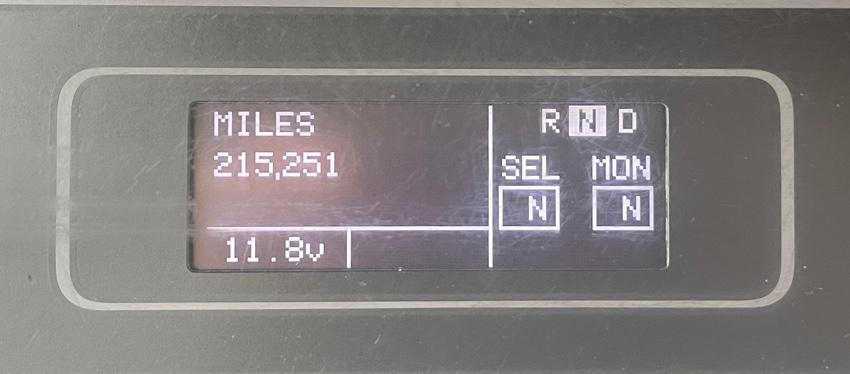 MILES
215,251
11.8v
R N D
SEL MON
N N